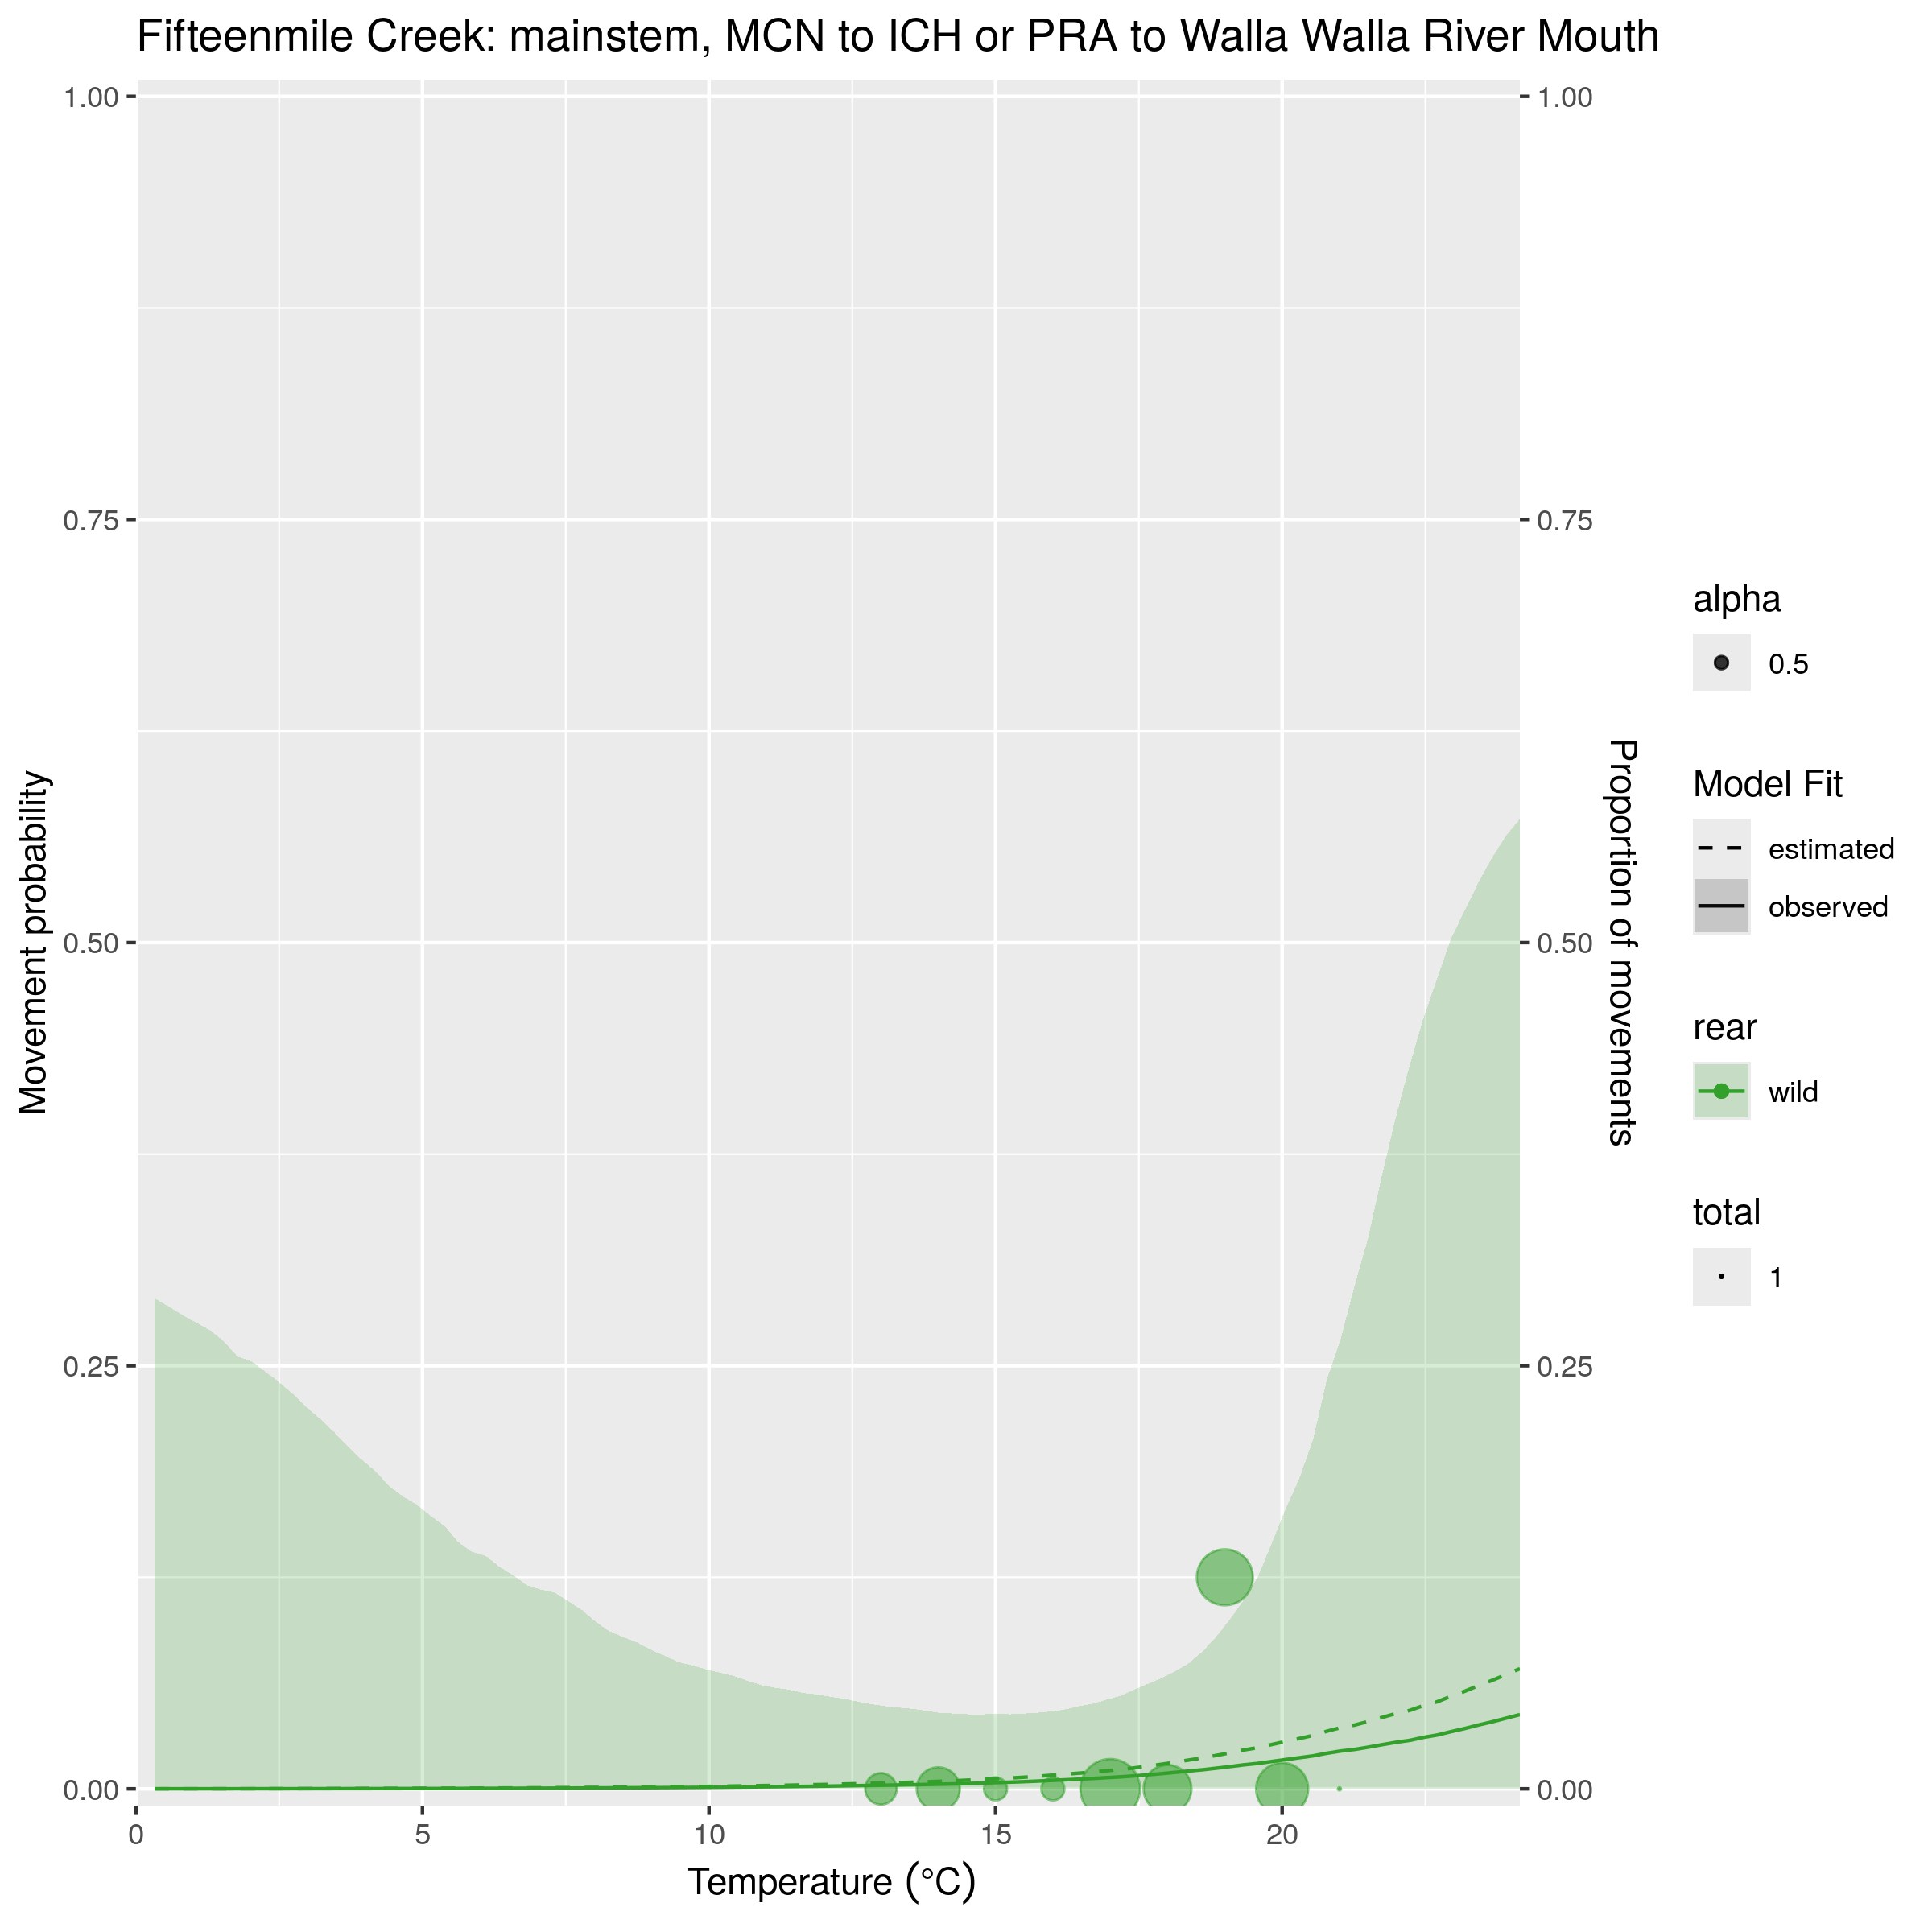 Fifteenmile Creek: mainstem, MCN to ICH or PRA to Walla Walla River Mouth
Movement probability
1.00
0.75
0.50
0.25
0.00
0
5
10
15
20
Temperature (°C)
1.00
0.75
0.50
0.25
0.00
Proportion of movements
alpha
0.5
Model Fit
estimated
observed
rear
wild
total
1